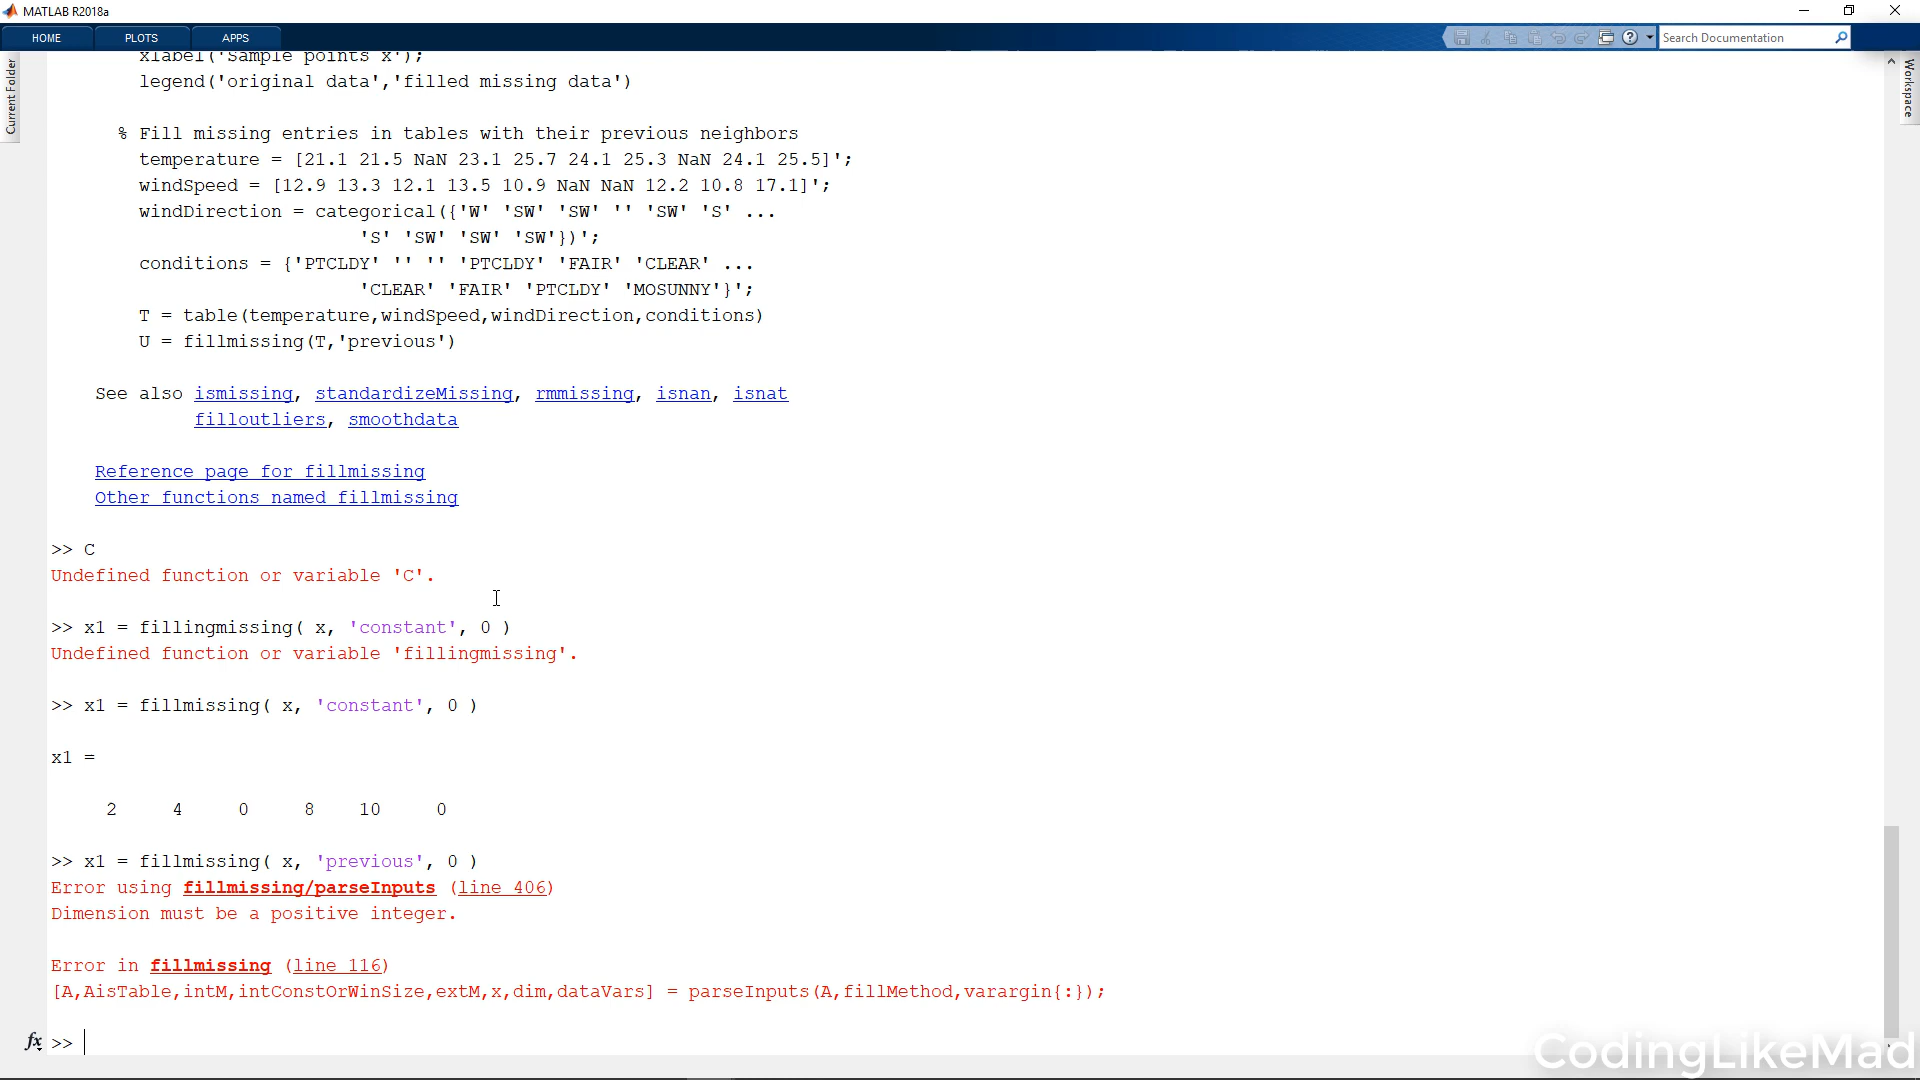 MATLAB R2018a
HOME PLOTS APPS
Search Documentation
Current Folder
Workspace
xlabel('Sample points x');
legend('original data','filled missing data')
% Fill missing entries in tables with their previous neighbors
temperature = [21.1 21.5 NaN 23.1 25.7 24.1 25.3 NaN 24.1 25.5]';
windSpeed = [12.9 13.3 12.1 13.5 10.9 NaN NaN 12.2 10.8 17.1]';
windDirection = categorical({'W' 'SW' 'SW' '' 'SW' 'S' ...
'S' 'SW' 'SW' 'SW'})';
conditions = {'PTCLDY' '' '' 'PTCLDY' 'FAIR' 'CLEAR' ...
'CLEAR' 'FAIR' 'PTCLDY' 'MOSUNNY'}';
T = table(temperature,windSpeed,windDirection,conditions)
U = fillmissing(T,'previous')
See also ismissing, standardizeMissing, rmmissing, isnan, isnat
filloutliers, smoothdata
Reference page for fillmissing
Other functions named fillmissing
>> C
Undefined function or variable 'C'.
>> x1 = fillingmissing( x, 'constant', 0 )
Undefined function or variable 'fillingmissing'.
>> x1 = fillmissing( x, 'constant', 0 )
x1 =
2 4 0 8 10 0
>> x1 = fillmissing( x, 'previous', 0 )
Error using fillmissing/parseInputs (line 406)
Dimension must be a positive integer.
Error in fillmissing (line 116)
[A,AisTable,intM,intConstOrWinSize,extM,x,dim,dataVars] = parseInputs(A,fillMethod,varargin{:});
fx >>
CodingLikeMad